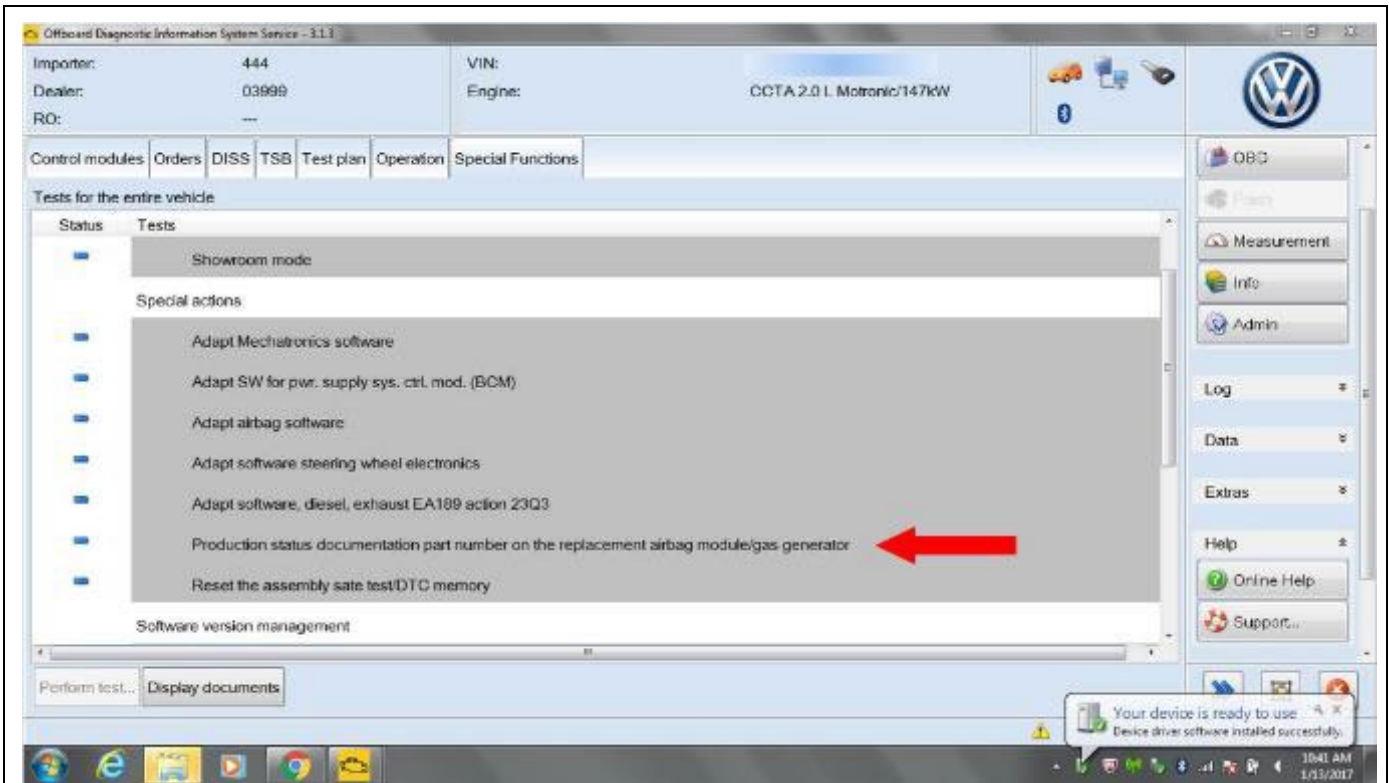 Offboard Diagnostic Information System Service - 3.1.3
Importer: 444 VIN:
Dealer: 03999 Engine: CCTA 2.0 L Motronic/147kW
RO: ---
Control modules Orders DISS TSB Test plan Operation Special Functions
Tests for the entire vehicle
Status Tests
Showroom mode
Special actions
Adapt Mechatronics software
Adapt SW for pwr. supply sys. ctrl. mod. (BCM)
Adapt airbag software
Adapt software steering wheel electronics
Adapt software, diesel, exhaust EA189 action 23Q3
Production status documentation part number on the replacement airbag module/gas generator
Reset the assembly sate test/DTC memory
Software version management
Perform test... Display documents
OBD
Measurement
Info
Admin
Log
Data
Extras
Help
Online Help
Support...
Your device is ready to use
Device driver software installed successfully.
10:41 AM
1/13/2017